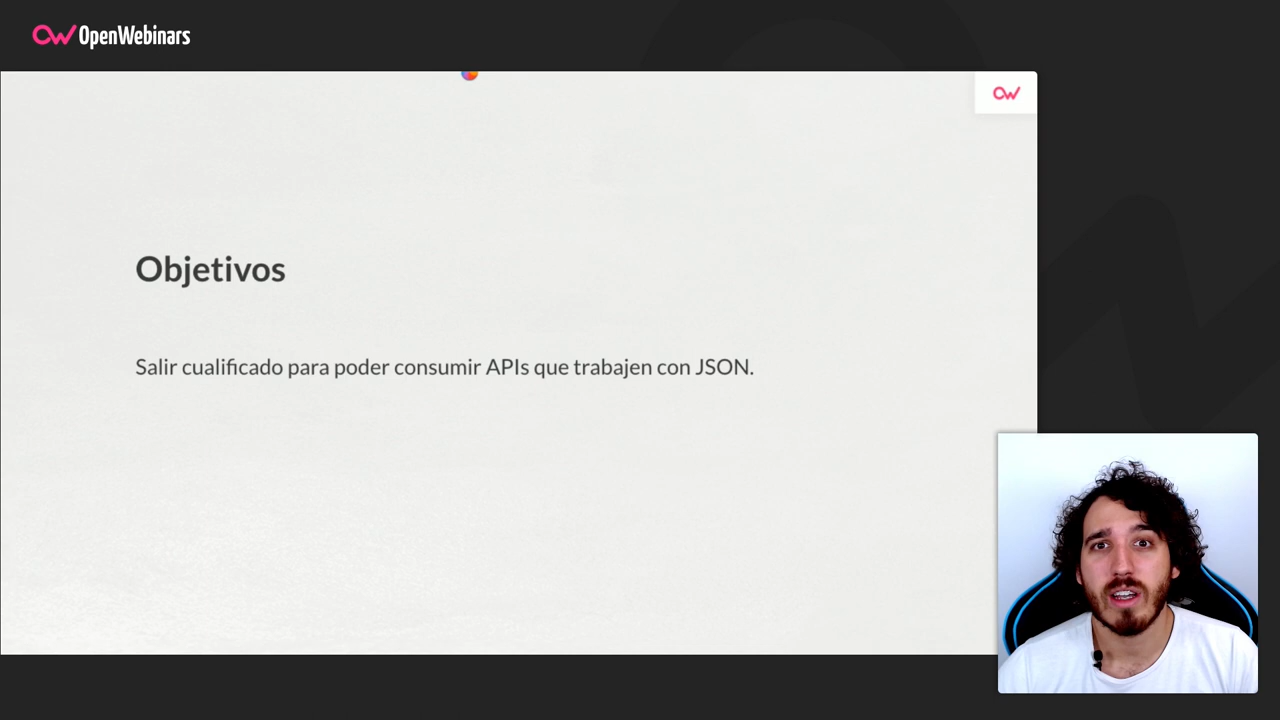 OpenWebinars
Objetivos
Salir cualificado para poder consumir APIs que trabajen con JSON.